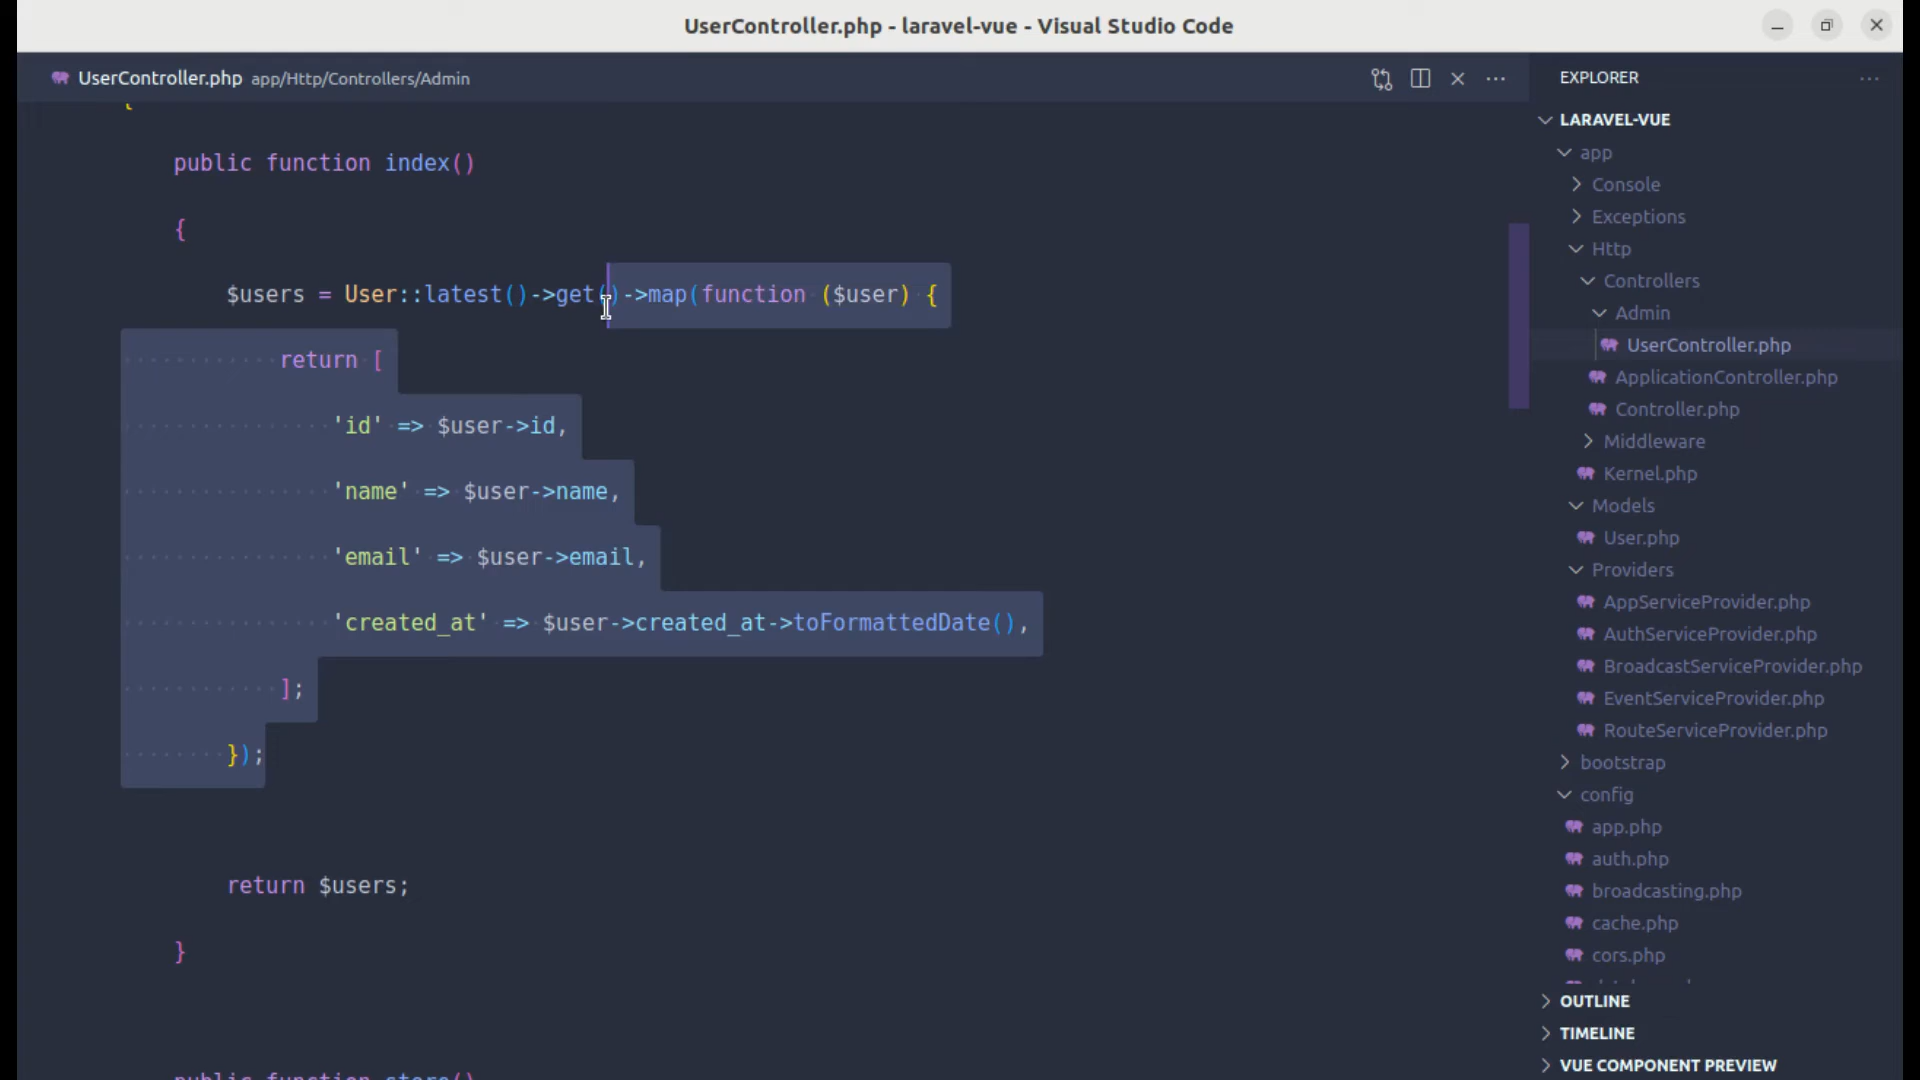 UserController.php - laravel-vue - Visual Studio Code
UserController.php app/Http/Controllers/Admin
{
public function index()
{
$users = User::latest()->get()->map(function ($user) {
return [
'id' => $user->id,
'name' => $user->name,
'email' => $user->email,
'created_at' => $user->created_at->toFormattedDate(),
];
});
return $users;
}
public function store()
EXPLORER
LARAVEL-VUE
app
Console
Exceptions
Http
Controllers
Admin
UserController.php
ApplicationController.php
Controller.php
Middleware
Kernel.php
Models
User.php
Providers
AppServiceProvider.php
AuthServiceProvider.php
BroadcastServiceProvider.php
EventServiceProvider.php
RouteServiceProvider.php
bootstrap
config
app.php
auth.php
broadcasting.php
cache.php
cors.php
OUTLINE
TIMELINE
VUE COMPONENT PREVIEW